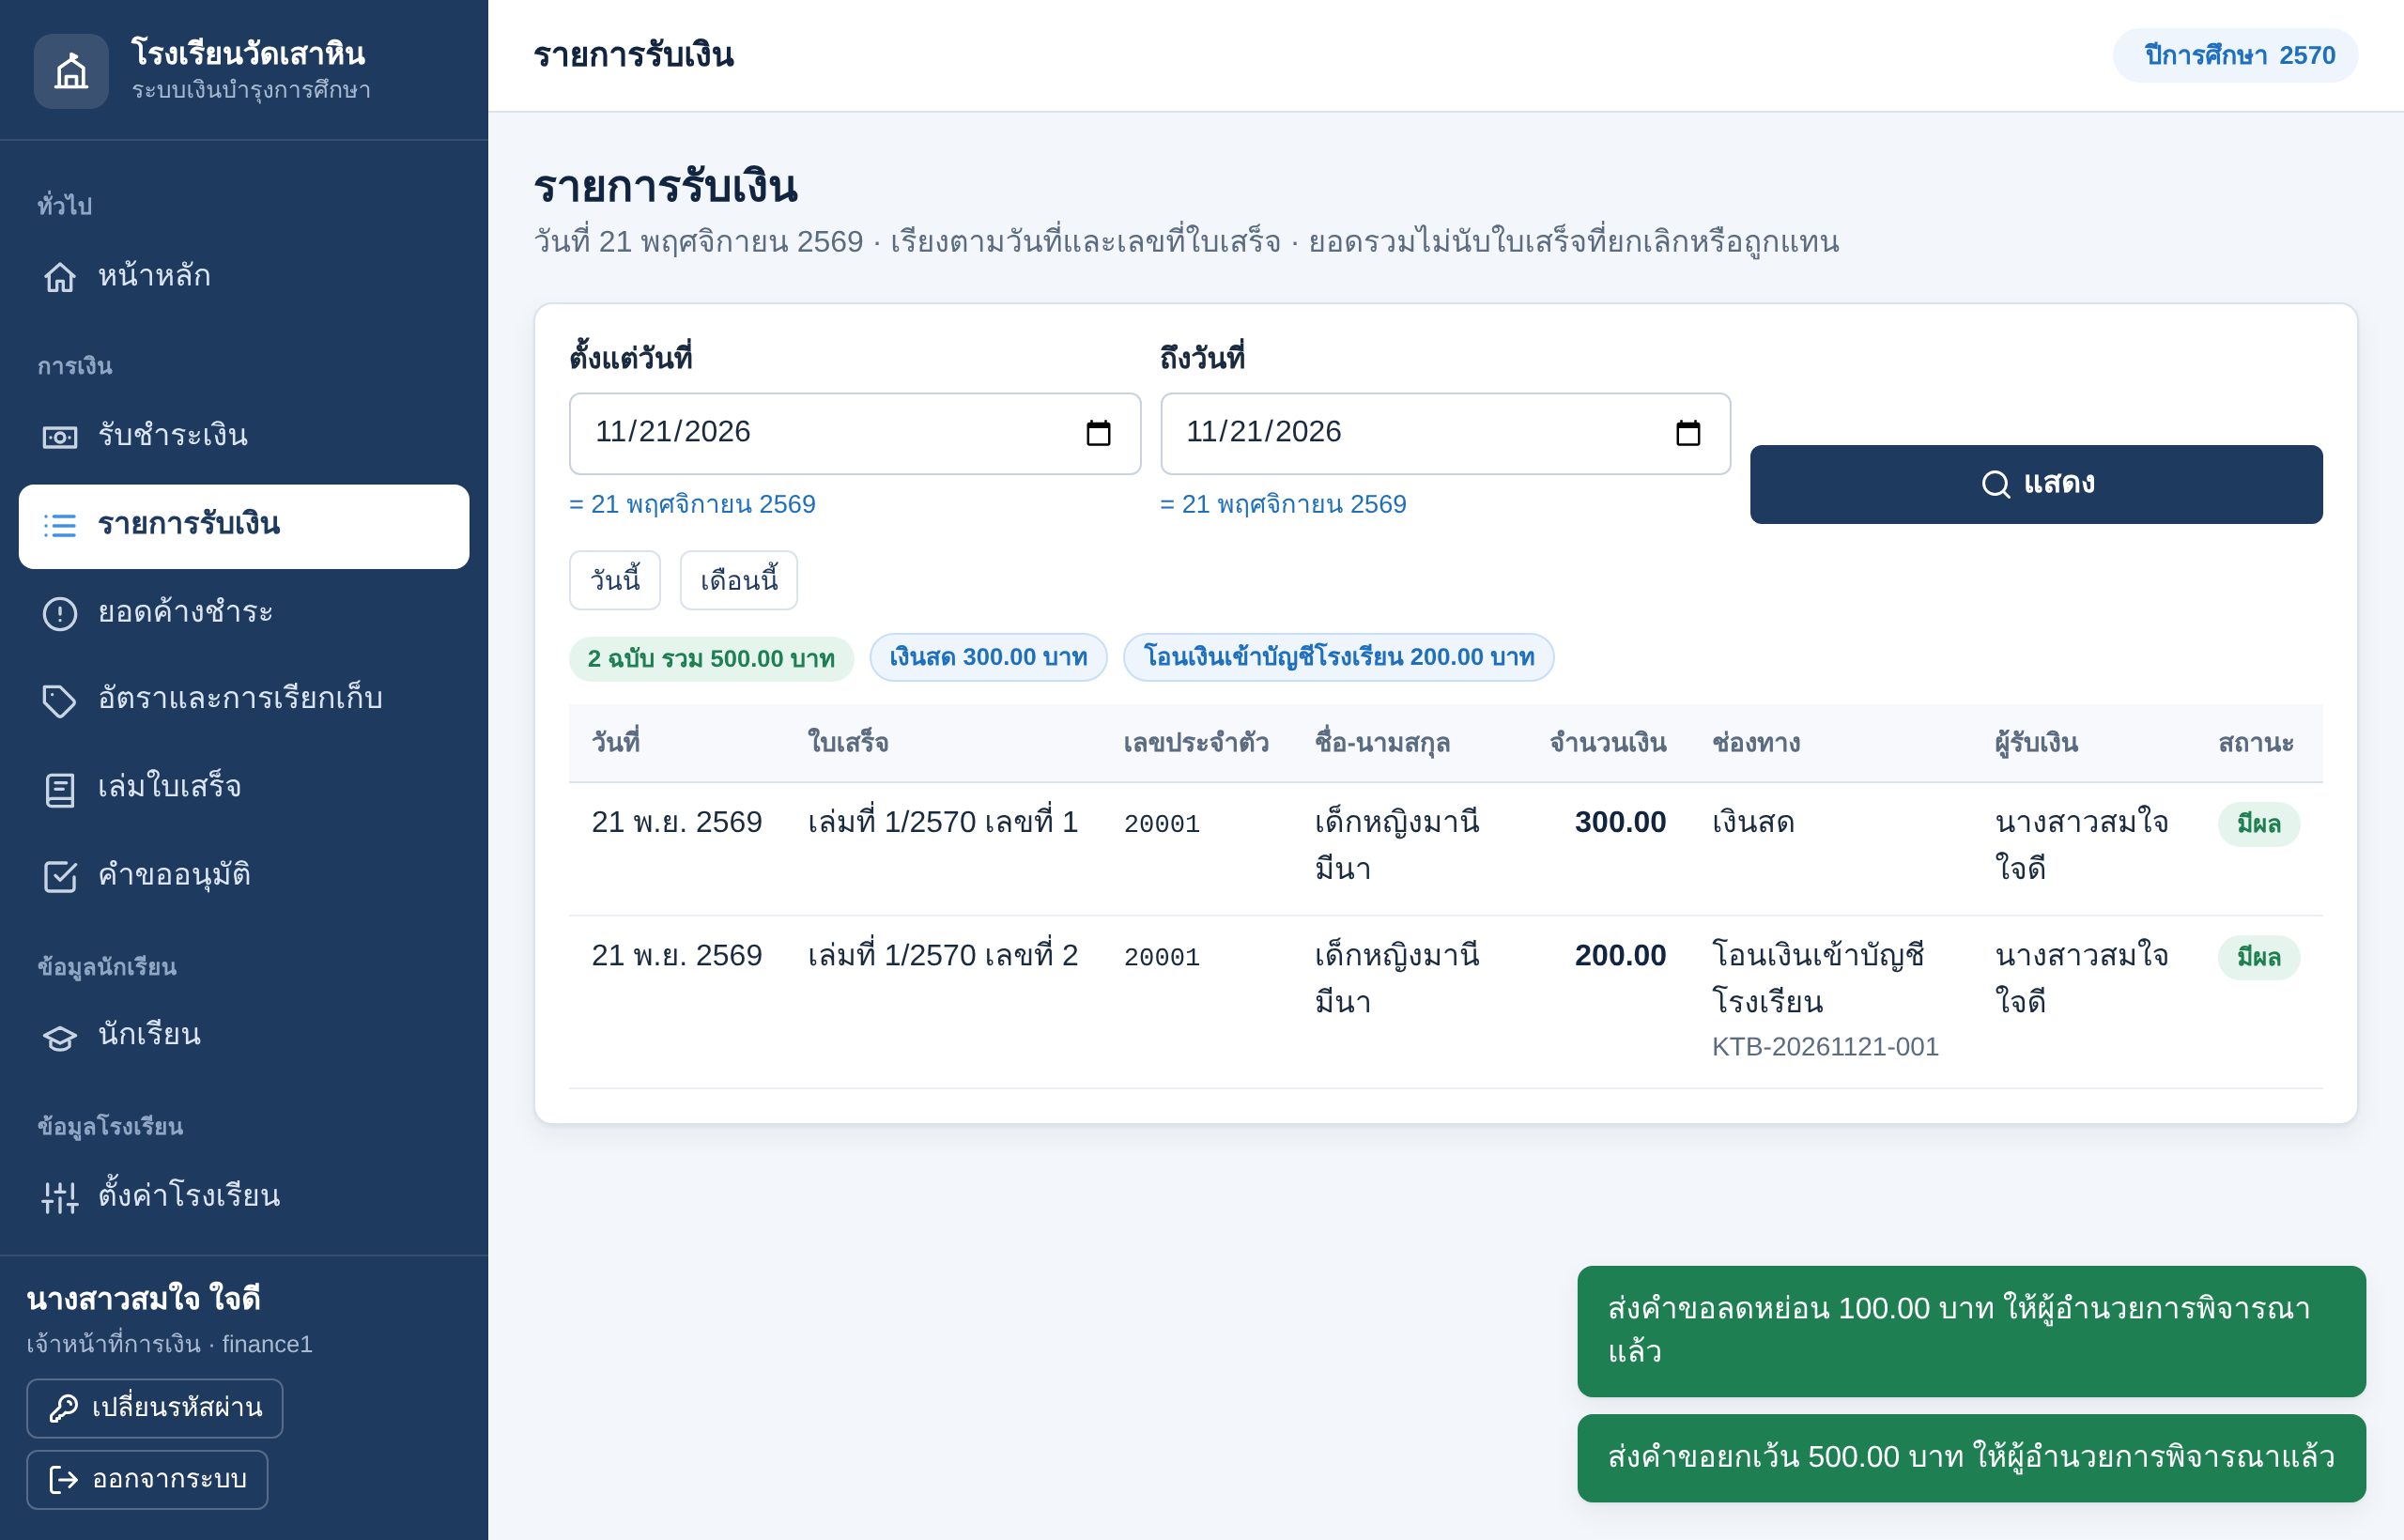 โรงเรียนวัดเสาหิน
ระบบเงินบำรุงการศึกษา
ทั่วไป
หน้าหลัก
การเงิน
รับชำระเงิน
รายการรับเงิน
ยอดค้างชำระ
อัตราและการเรียกเก็บ
เล่มใบเสร็จ
คำขออนุมัติ
ข้อมูลนักเรียน
นักเรียน
ข้อมูลโรงเรียน
ตั้งค่าโรงเรียน
นางสาวสมใจ ใจดี
เจ้าหน้าที่การเงิน · finance1
เปลี่ยนรหัสผ่าน
ออกจากระบบ
รายการรับเงิน
ปีการศึกษา 2570
รายการรับเงิน
วันที่ 21 พฤศจิกายน 2569 · เรียงตามวันที่และเลขที่ใบเสร็จ · ยอดรวมไม่นับใบเสร็จที่ยกเลิกหรือถูกแทน
ตั้งแต่วันที่ ถึงวันที่
11/21/2026 11/21/2026
แสดง
= 21 พฤศจิกายน 2569 = 21 พฤศจิกายน 2569
วันนี้ เดือนนี้
2 ฉบับ รวม 500.00 บาท เงินสด 300.00 บาท โอนเงินเข้าบัญชีโรงเรียน 200.00 บาท
วันที่ ใบเสร็จ เลขประจำตัว ชื่อ-นามสกุล จำนวนเงิน ช่องทาง ผู้รับเงิน สถานะ
21 พ.ย. 2569 เล่มที่ 1/2570 เลขที่ 1 20001 เด็กหญิงมานี 300.00 เงินสด นางสาวสมใจ มีผล
มีนา ใจดี
21 พ.ย. 2569 เล่มที่ 1/2570 เลขที่ 2 20001 เด็กหญิงมานี 200.00 โอนเงินเข้าบัญชี นางสาวสมใจ มีผล
มีนา โรงเรียน ใจดี
KTB-20261121-001
ส่งคำขอลดหย่อน 100.00 บาท ให้ผู้อำนวยการพิจารณา
แล้ว
ส่งคำขอยกเว้น 500.00 บาท ให้ผู้อำนวยการพิจารณาแล้ว